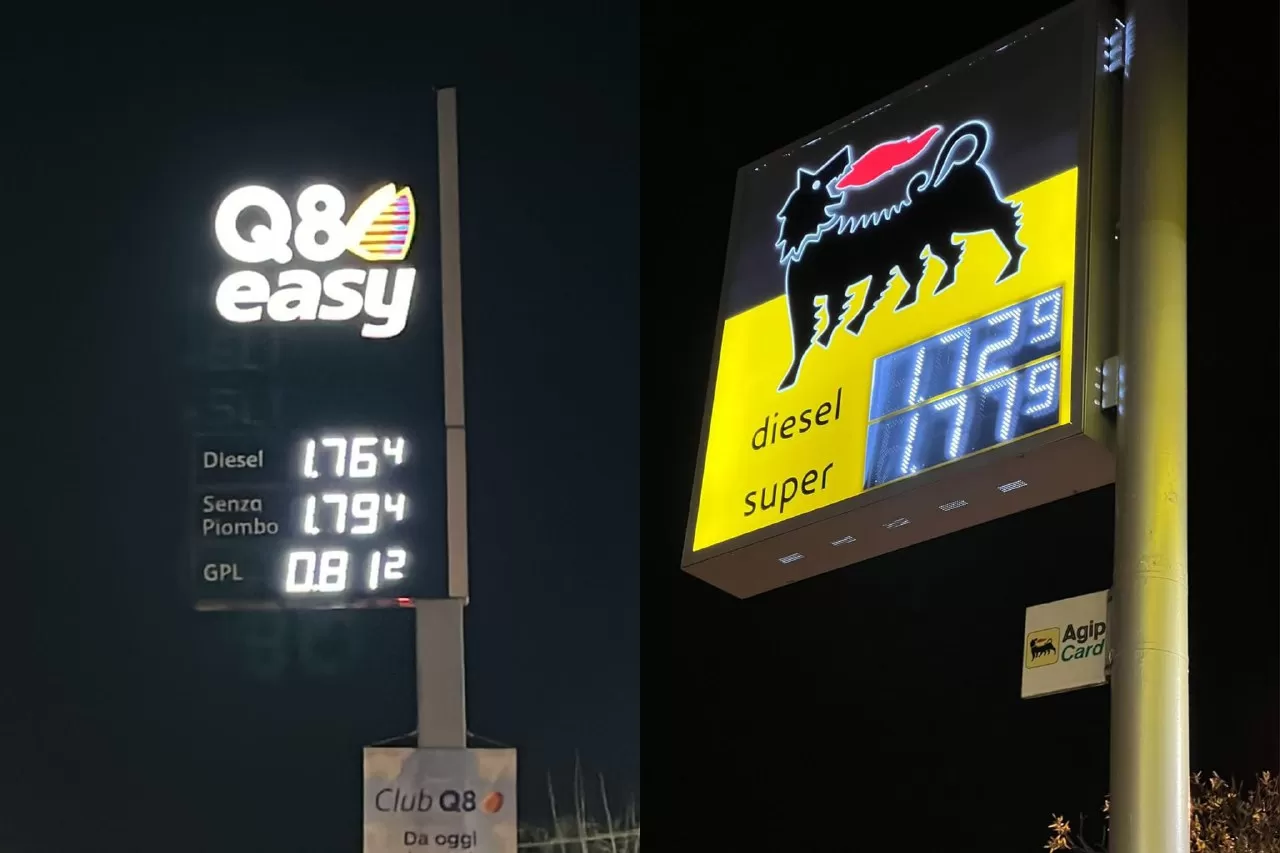 Q8
easy
Diesel 1.764
Senza
Piombo 1.794
GPL 0.812
Club Q8
Da oggi
diesel 1.729
super 1.779
Agip
Card